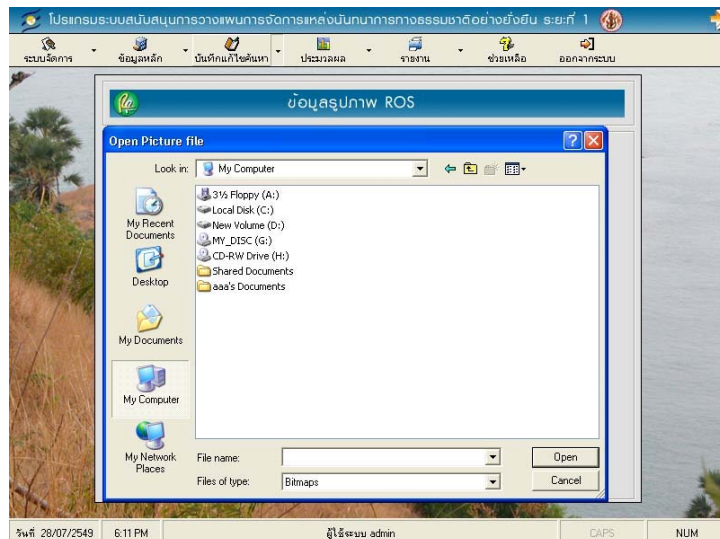 โปรแกรมระบบสนับสนุนการวางแผนการจัดการแหล่งนันทนาการทางธรรมชาติอย่างยั่งยืน ระยะที่ 1
ระบบจัดการ
ข้อมูลหลัก
บันทึกแก้ไขค้นหา
ประมวลผล
รายงาน
ช่วยเหลือ
ออกจากระบบ
ข้อมูลรูปภาพ ROS
Open Picture file
Look in: My Computer
3½ Floppy (A:)
Local Disk (C:)
New Volume (D:)
MY_DISC (G:)
CD-RW Drive (H:)
Shared Documents
aaa's Documents
My Recent
Documents
Desktop
My Documents
My Computer
My Network
Places
File name:
Open
Files of type: Bitmaps
Cancel
วันที่ 28/07/2549 6:11 PM ผู้ใช้ระบบ admin CAPS NUM